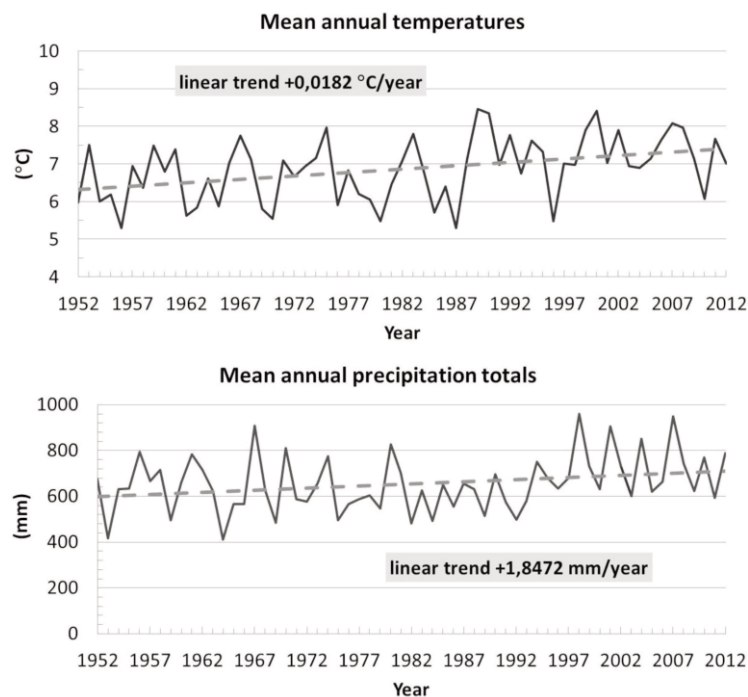 Mean annual temperatures
10
9
8
7
6
5
4
(°C)
linear trend +0,0182 °C/year
1952 1957 1962 1967 1972 1977 1982 1987 1992 1997 2002 2007 2012
Year
Mean annual precipitation totals
1000
800
600
400
200
0
(mm)
linear trend +1,8472 mm/year
1952 1957 1962 1967 1972 1977 1982 1987 1992 1997 2002 2007 2012
Year